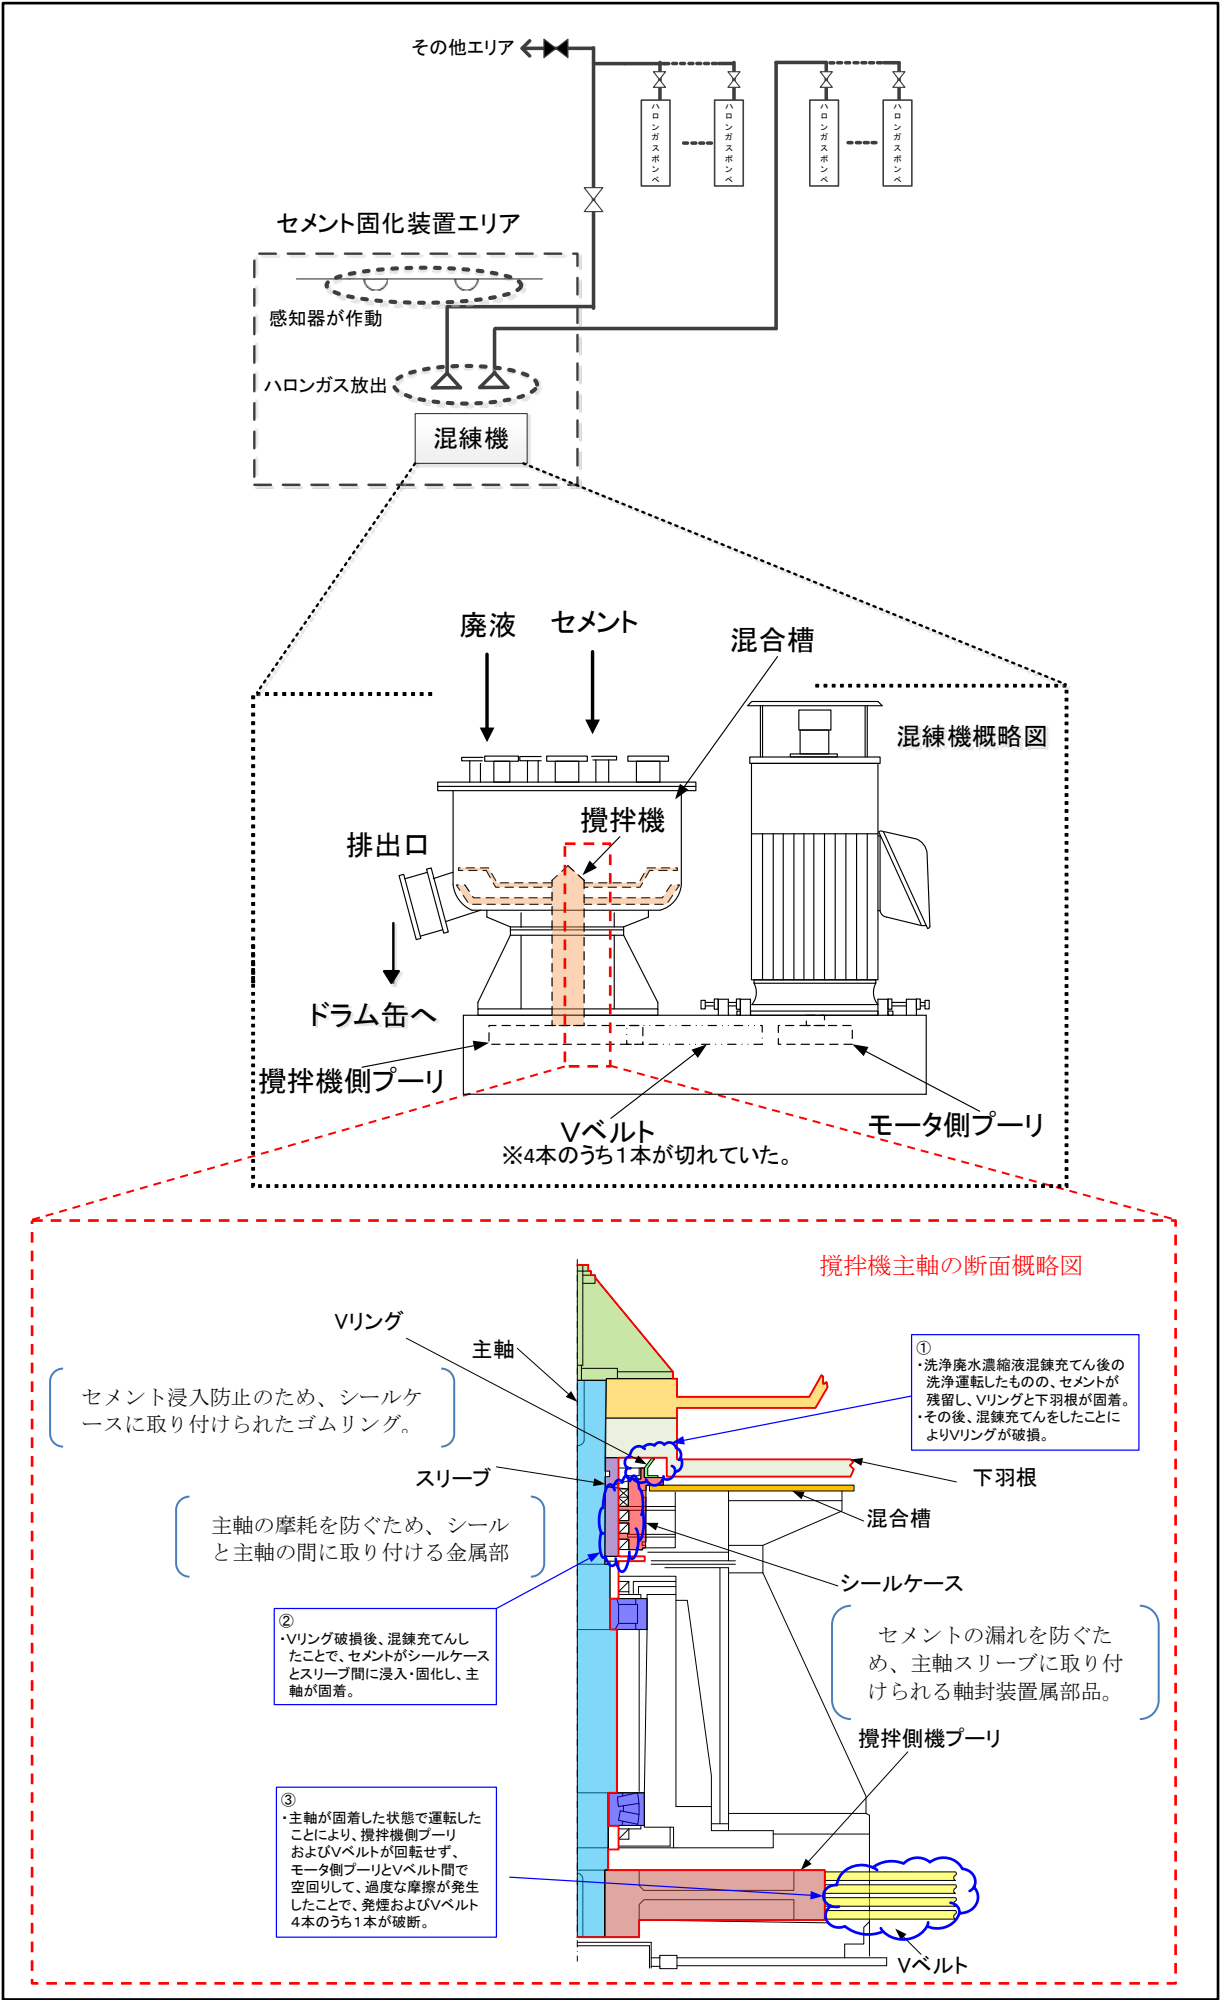 その他エリア
ハロンガスボンベ
ハロンガスボンベ
ハロンガスボンベ
ハロンガスボンベ
セメント固化装置エリア
感知器が作動
ハロンガス放出
混練機
廃液
セメント
混合槽
混練機概略図
攪拌機
排出口
ドラム缶へ
攪拌機側プーリ
Vベルト
※4本のうち1本が切れていた。
モータ側プーリ
撹拌機主軸の断面概略図
Vリング
主軸
セメント浸入防止のため、シールケ
ースに取り付けられたゴムリング。
①
・洗浄廃水濃縮液混錬充てん後の
洗浄運転したものの、セメントが
残留し、Vリングと下羽根が固着。
・その後、混錬充てんをしたことに
よりVリングが破損。
スリーブ
下羽根
主軸の摩耗を防ぐため、シール
と主軸の間に取り付ける金属部
混合槽
シールケース
②
・Vリング破損後、混錬充てんし
たことで、セメントがシールケース
とスリーブ間に浸入・固化し、主
軸が固着。
セメントの漏れを防ぐた
め、主軸スリーブに取り付
けられる軸封装置属部品。
攪拌側機プーリ
③
・主軸が固着した状態で運転した
ことにより、攪拌機側プーリ
およびVベルトが回転せず、
モータ側プーリとVベルト間で
空回りして、過度な摩擦が発生
したことで、発煙およびVベルト
4本のうち1本が破断。
Vベルト